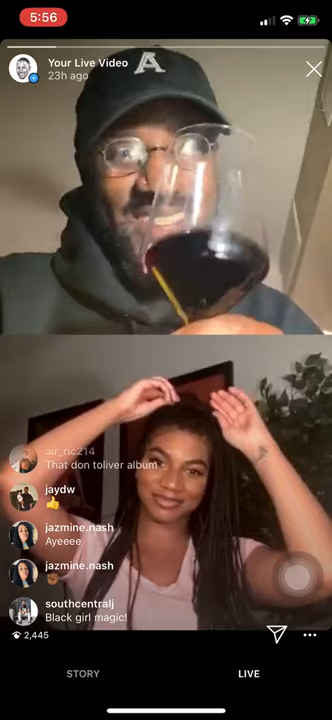 5:56
Your Live Video
23h ago
A
air_ric214
That don toliver album
jaydw
👍
jazmine.nash
Ayeeee
jazmine.nash
✊🏾
southcentralj
Black girl magic!
2,445
STORY
LIVE